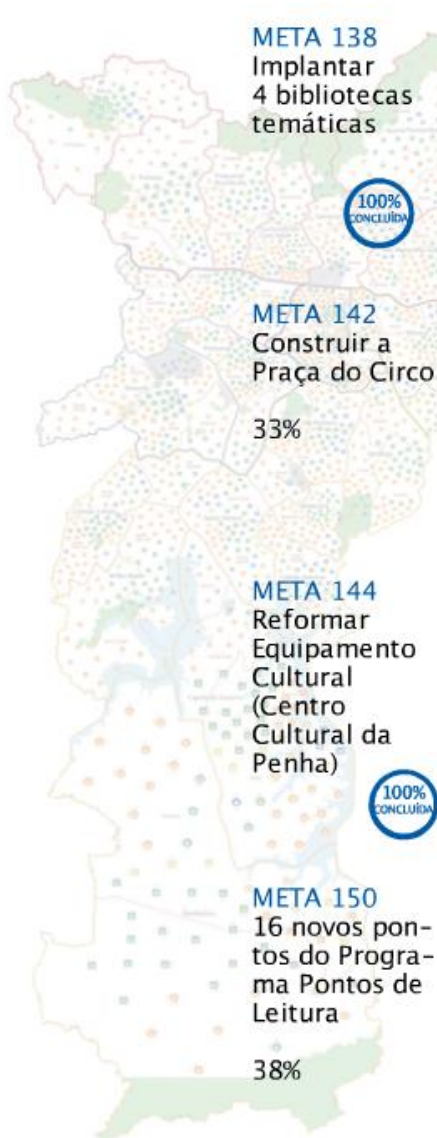 META 138
Implantar
4 bibliotecas
temáticas
100%
CONCLUÍDA
META 142
Construir a
Praça do Circo
33%
META 144
Reformar
Equipamento
Cultural
(Centro
Cultural da
Penha)
100%
CONCLUÍDA
META 150
16 novos pon-
tos do Progra-
ma Pontos de
Leitura
38%